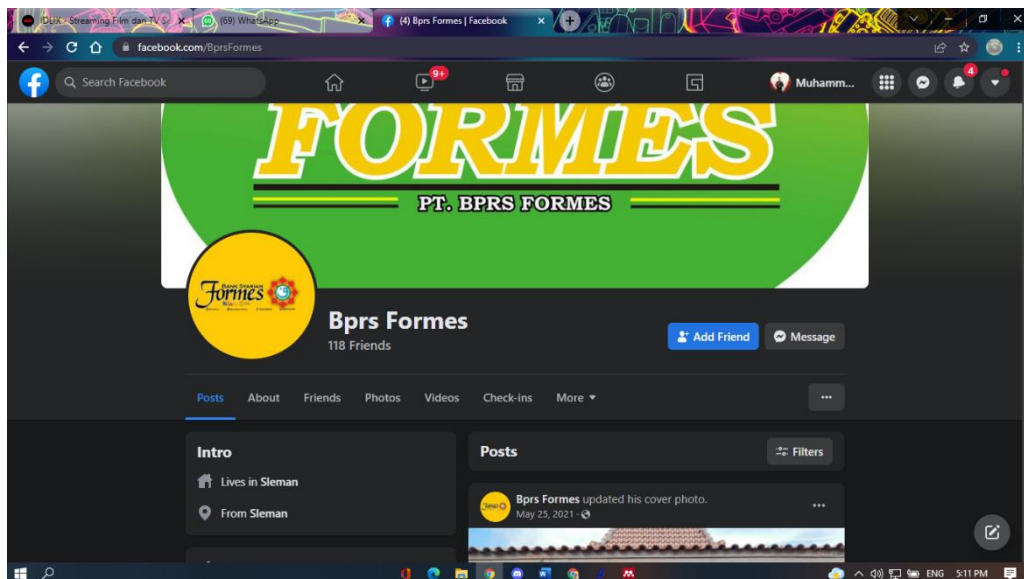 IDLIX - Streaming Film dan TV Se
(69) WhatsApp
(4) Bprs Formes | Facebook
facebook.com/BprsFormes
Search Facebook
9+
Muhamm...
4
FORMES
PT. BPRS FORMES
BANK SYARIAH
Formes
Bprs Formes
118 Friends
Add Friend
Message
Posts About Friends Photos Videos Check-ins More
Intro
Lives in Sleman
From Sleman
Posts
Filters
Bprs Formes updated his cover photo.
May 25, 2021
ENG 5:11 PM